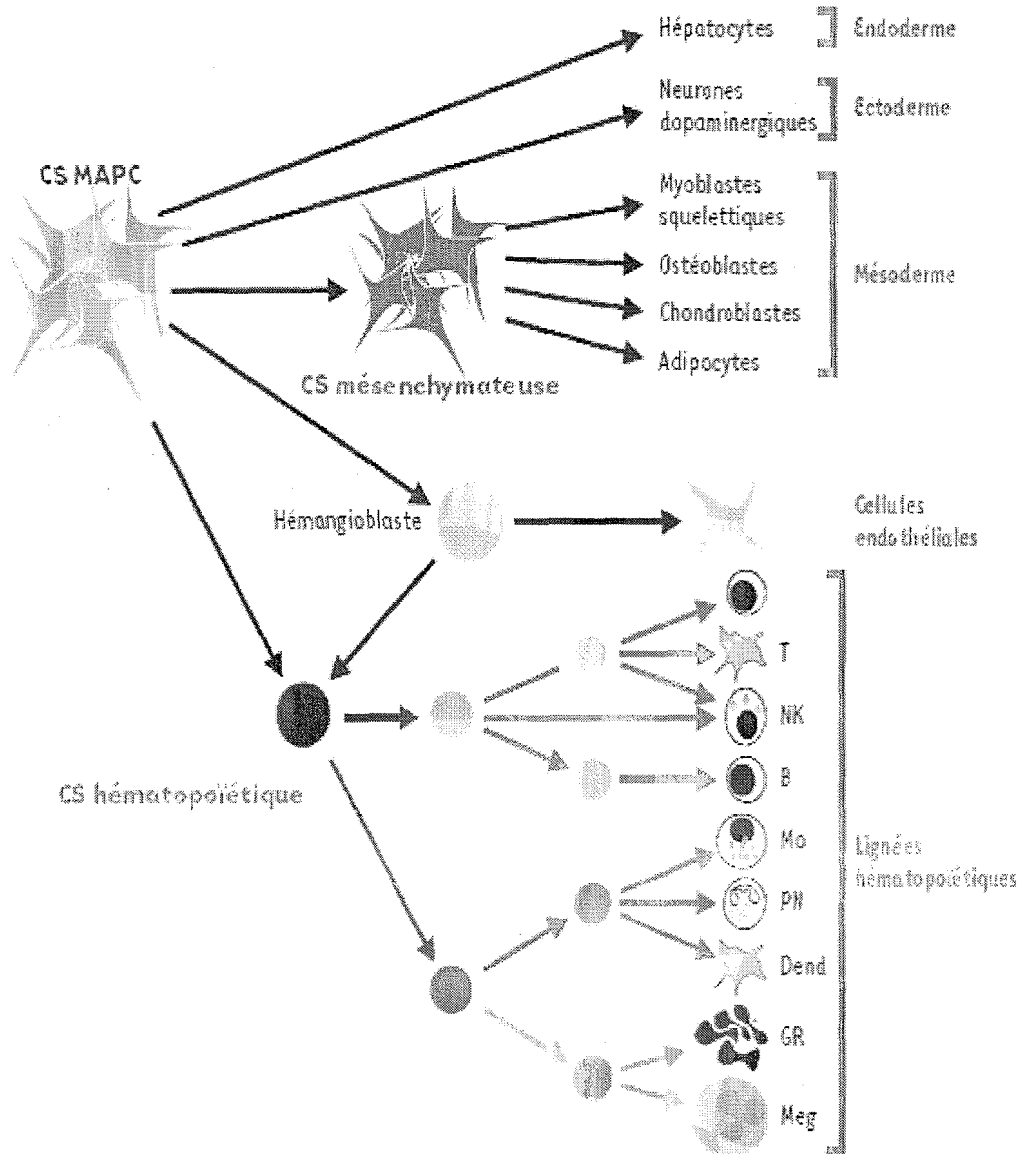 Hépatocytes
Endoderme
Neurones
dopaminergiques
Ectoderme
CS MAPC
Myoblastes
squelettiques
Ostéoblastes
Chondroblastes
Adipocytes
Mésoderme
CS mésenchymateuse
Hémangioblaste
Cellules
endothéliales
T
NK
CS hématopoïétique
B
Mo
Lignées
hématopoïétiques
PN
Dend
GR
Meg